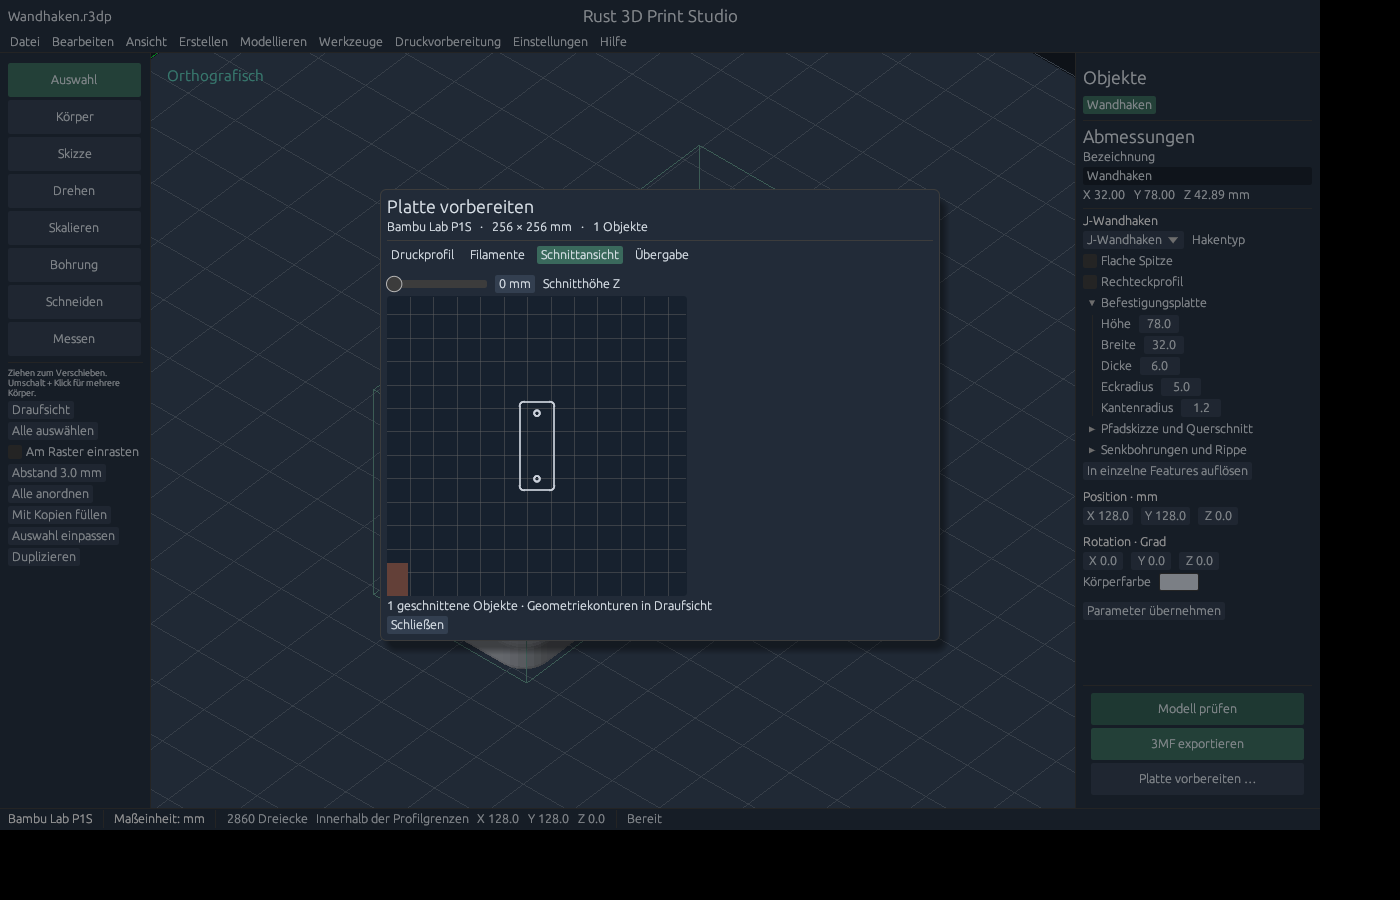 Wandhaken.r3dp
Rust 3D Print Studio
Datei Bearbeiten Ansicht Erstellen Modellieren Werkzeuge Druckvorbereitung Einstellungen Hilfe
Auswahl
Körper
Skizze
Drehen
Skalieren
Bohrung
Schneiden
Messen
Ziehen zum Verschieben.
Umschalt + Klick für mehrere
Körper.
Draufsicht
Alle auswählen
Am Raster einrasten
Abstand 3.0 mm
Alle anordnen
Mit Kopien füllen
Auswahl einpassen
Duplizieren
Orthografisch
Platte vorbereiten
Bambu Lab P1S · 256 × 256 mm · 1 Objekte
Druckprofil Filamente Schnittansicht Übergabe
0 mm Schnitthöhe Z
1 geschnittene Objekte · Geometriekonturen in Draufsicht
Schließen
Objekte
Wandhaken
Abmessungen
Bezeichnung
Wandhaken
X 32.00 Y 78.00 Z 42.89 mm
J-Wandhaken
J-Wandhaken Hakentyp
Flache Spitze
Rechteckprofil
Befestigungsplatte
Höhe 78.0
Breite 32.0
Dicke 6.0
Eckradius 5.0
Kantenradius 1.2
Pfadskizze und Querschnitt
Senkbohrungen und Rippe
In einzelne Features auflösen
Position · mm
X 128.0 Y 128.0 Z 0.0
Rotation · Grad
X 0.0 Y 0.0 Z 0.0
Körperfarbe
Parameter übernehmen
Modell prüfen
3MF exportieren
Platte vorbereiten …
Bambu Lab P1S Maßeinheit: mm 2860 Dreiecke Innerhalb der Profilgrenzen X 128.0 Y 128.0 Z 0.0 Bereit